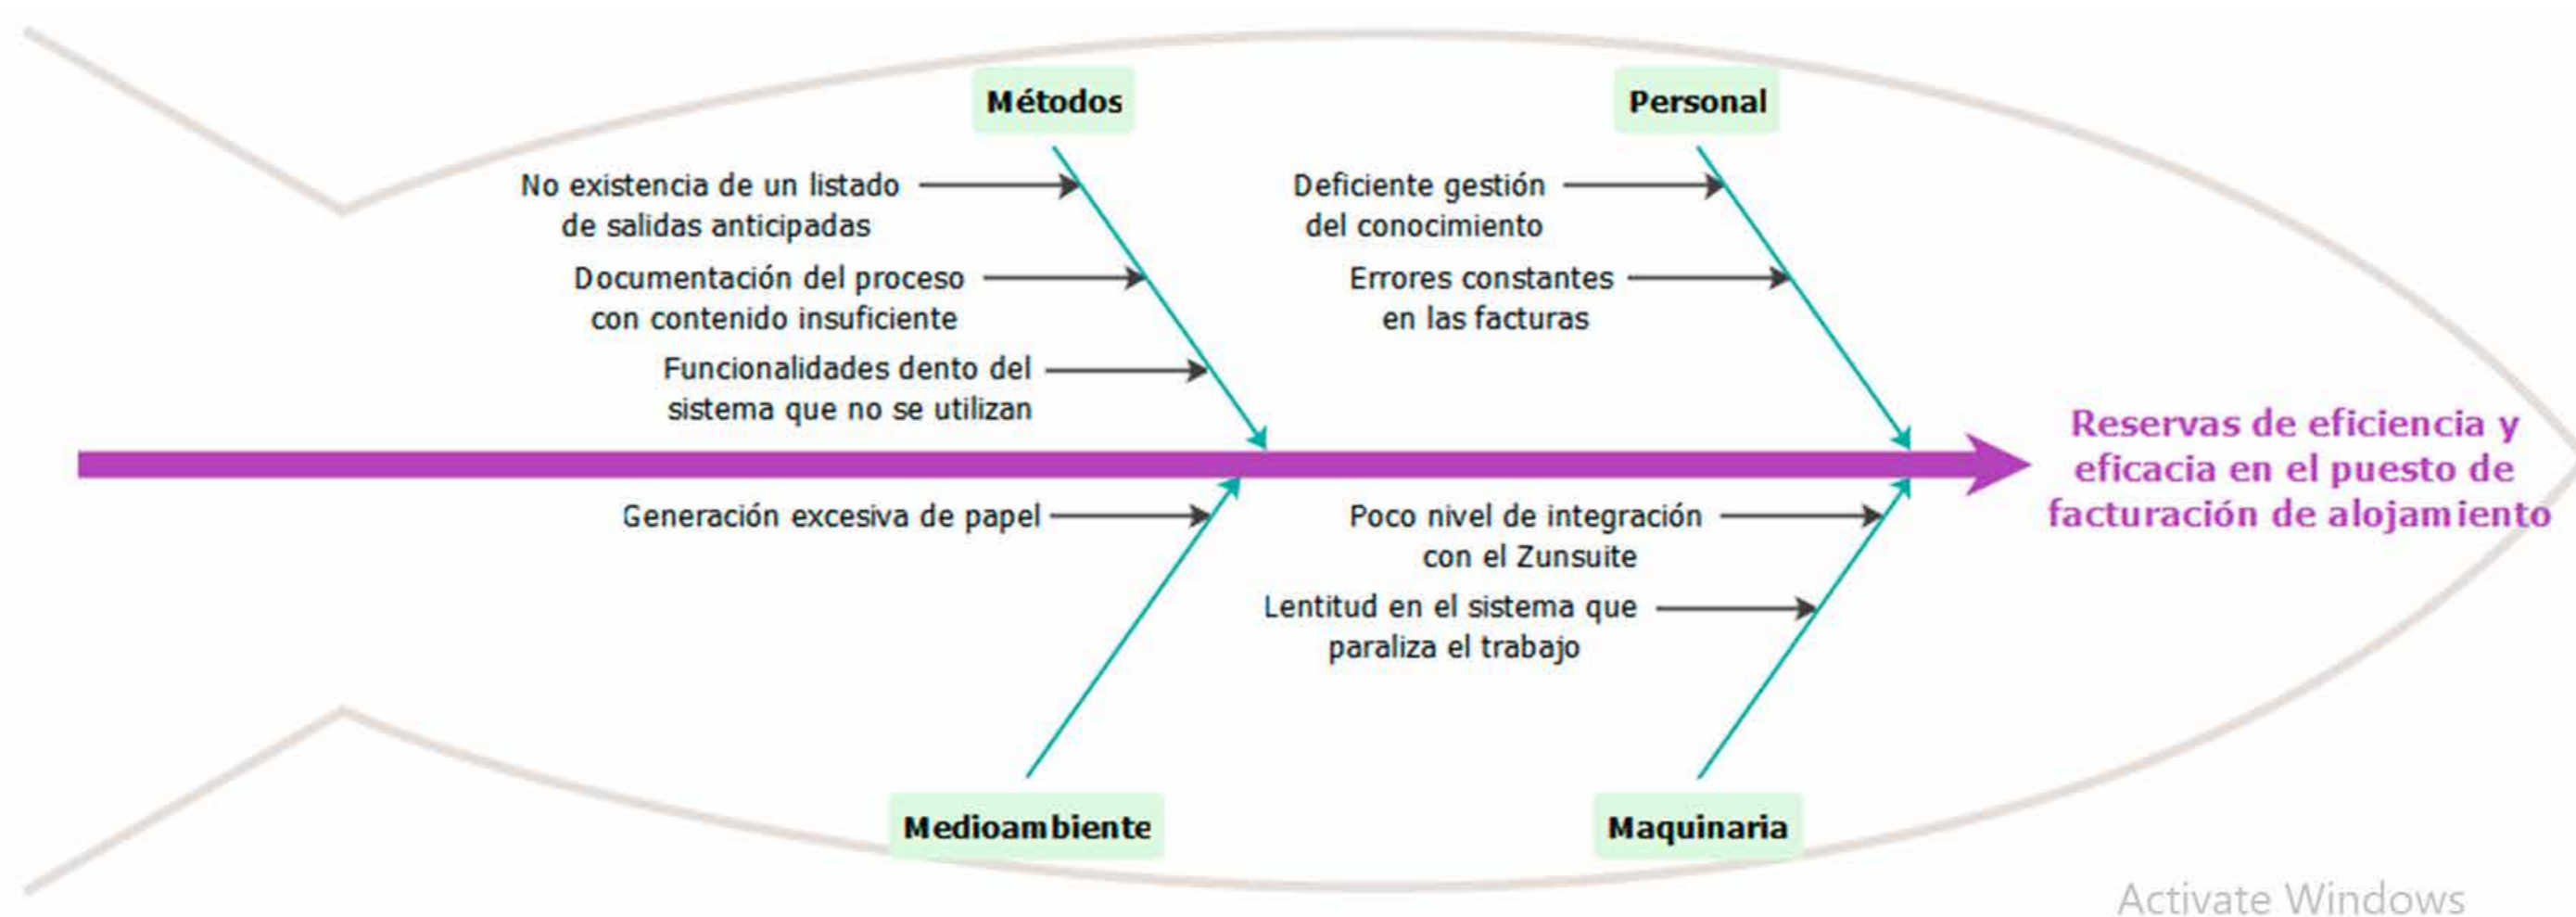 Métodos
No existencia de un listado
de salidas anticipadas
Documentación del proceso
con contenido insuficiente
Funcionalidades dento del
sistema que no se utilizan
Personal
Deficiente gestión
del conocimiento
Errores constantes
en las facturas
Reservas de eficiencia y
eficacia en el puesto de
facturación de alojamiento
Generación excesiva de papel
Medioambiente
Poco nivel de integración
con el Zunsuite
Lentitud en el sistema que
paraliza el trabajo
Maquinaria
Activate Windows